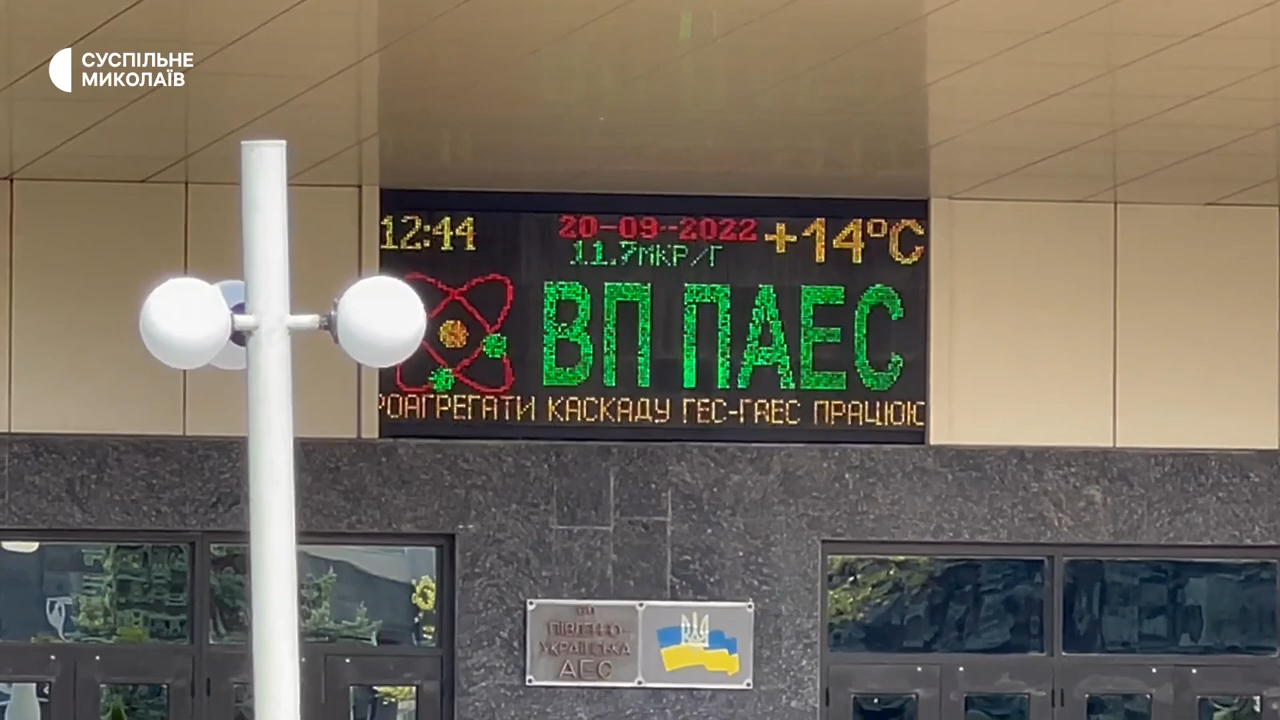 СУСПІЛЬНЕ
МИКОЛАЇВ
12:44
20-09-2022
+14°C
11.7МКР/Г
ВП ПАЕС
РОАГРЕГАТИ КАСКАДУ ГЕС-ГАЕС ПРАЦЮЮ
ВП
ПІВДЕННО-
УКРАЇНСЬКА
АЕС